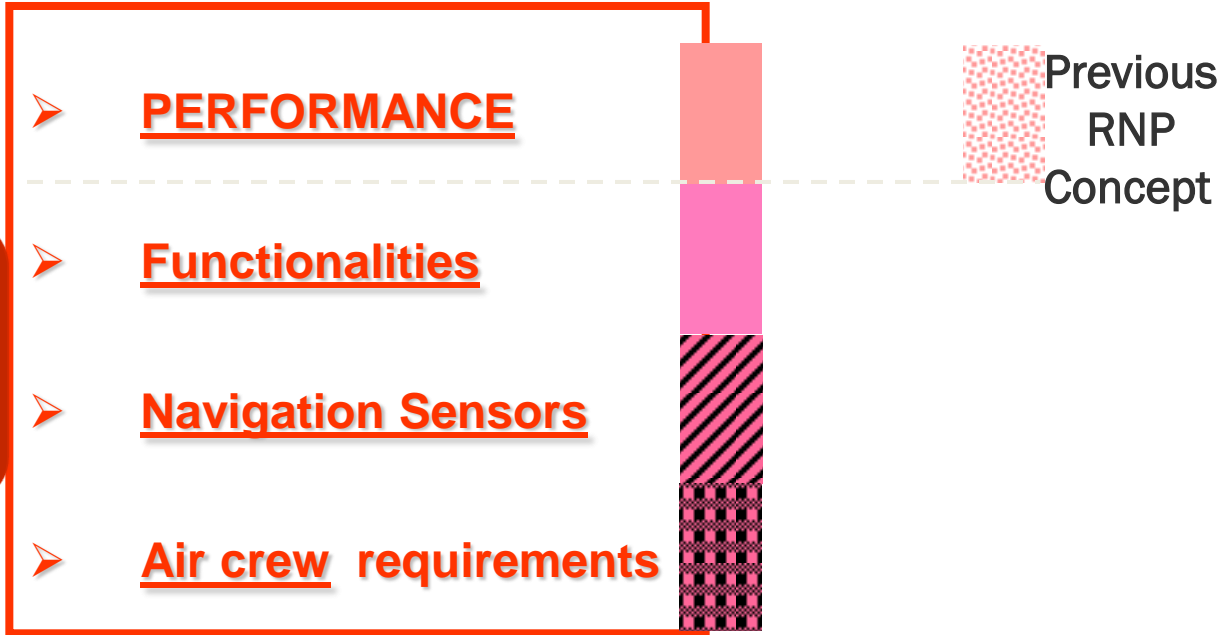 PERFORMANCE
Previous
RNP
Concept
Functionalities
Navigation Sensors
Air crew requirements